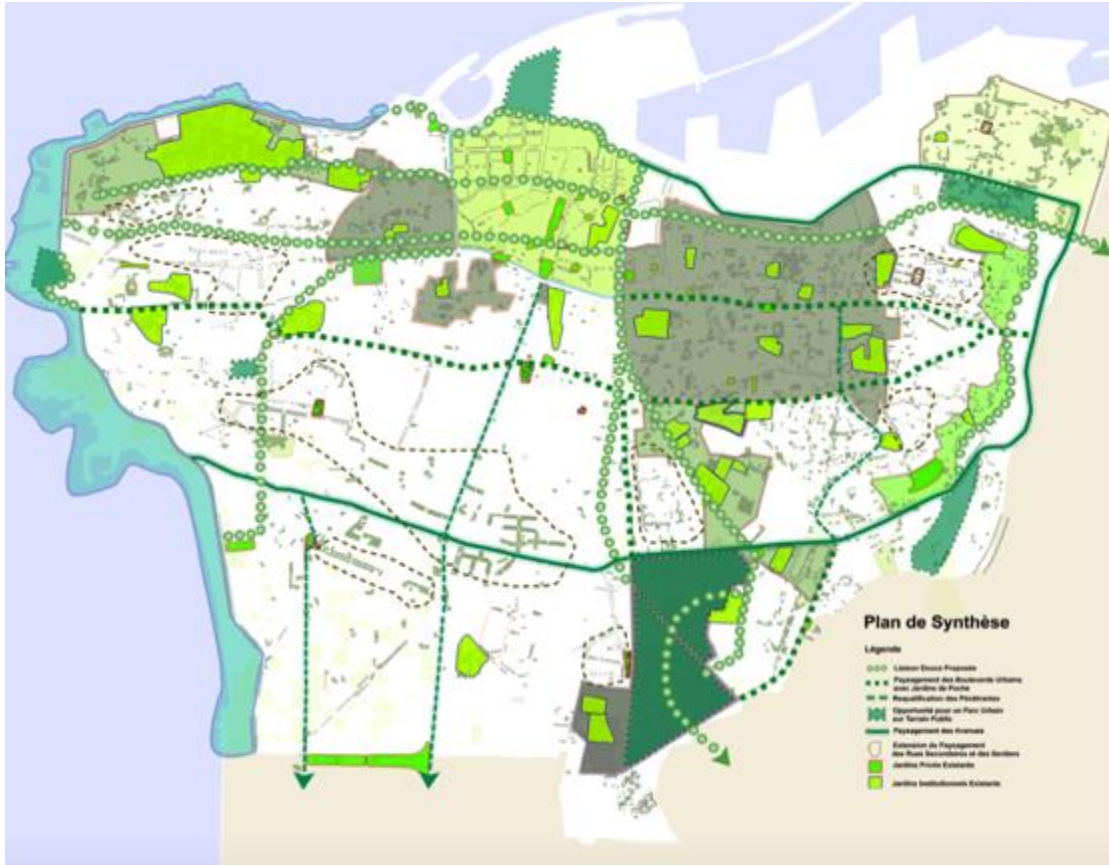 Plan de Synthèse
Légende
Liaison Douce Proposée
Paysagement des Boulevards Urbains
avec Jardins de Poche
Requalification des Pénétrantes
Opportunité pour un Parc Urbain
sur Terrain Public
Paysagement des Avenues
Extension du Paysagement
des Rues Secondaires et des Sentiers
Jardins Privés Existants
Jardins Institutionnels Existants